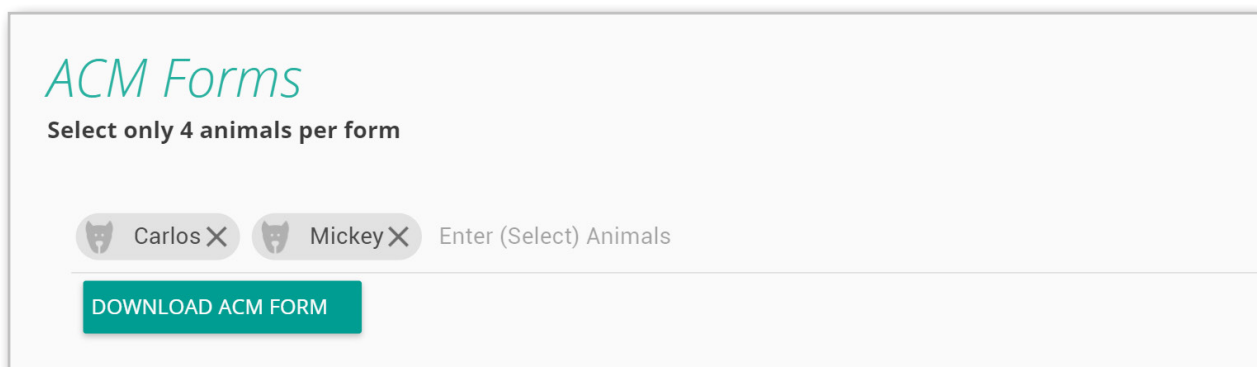 ACM Forms
Select only 4 animals per form
Carlos Mickey Enter (Select) Animals
DOWNLOAD ACM FORM